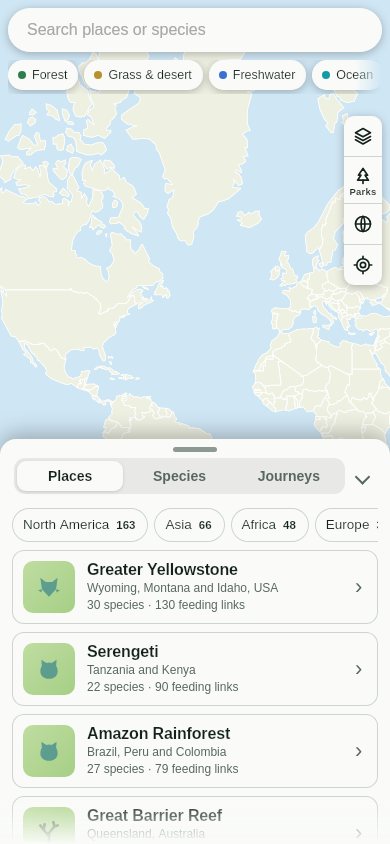 Search places or species
Forest
Grass & desert
Freshwater
Ocean
Parks
Places
Species
Journeys
North America 163
Asia 66
Africa 48
Europe
Greater Yellowstone
Wyoming, Montana and Idaho, USA
30 species · 130 feeding links
Serengeti
Tanzania and Kenya
22 species · 90 feeding links
Amazon Rainforest
Brazil, Peru and Colombia
27 species · 79 feeding links
Great Barrier Reef
Queensland, Australia